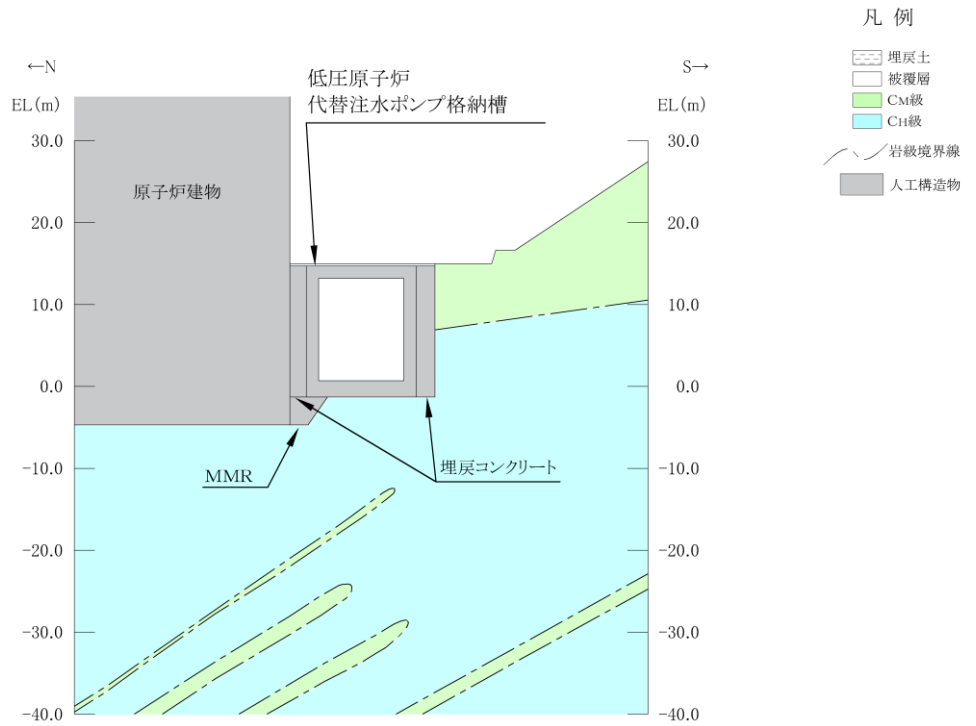 凡 例
埋戻土
被覆層
CM級
CH級
岩級境界線
人工構造物
←N
S→
EL(m)
EL(m)
低圧原子炉
代替注水ポンプ格納槽
原子炉建物
30.0
20.0
10.0
0.0
-10.0
-20.0
-30.0
-40.0
30.0
20.0
10.0
0.0
-10.0
-20.0
-30.0
-40.0
MMR
埋戻コンクリート